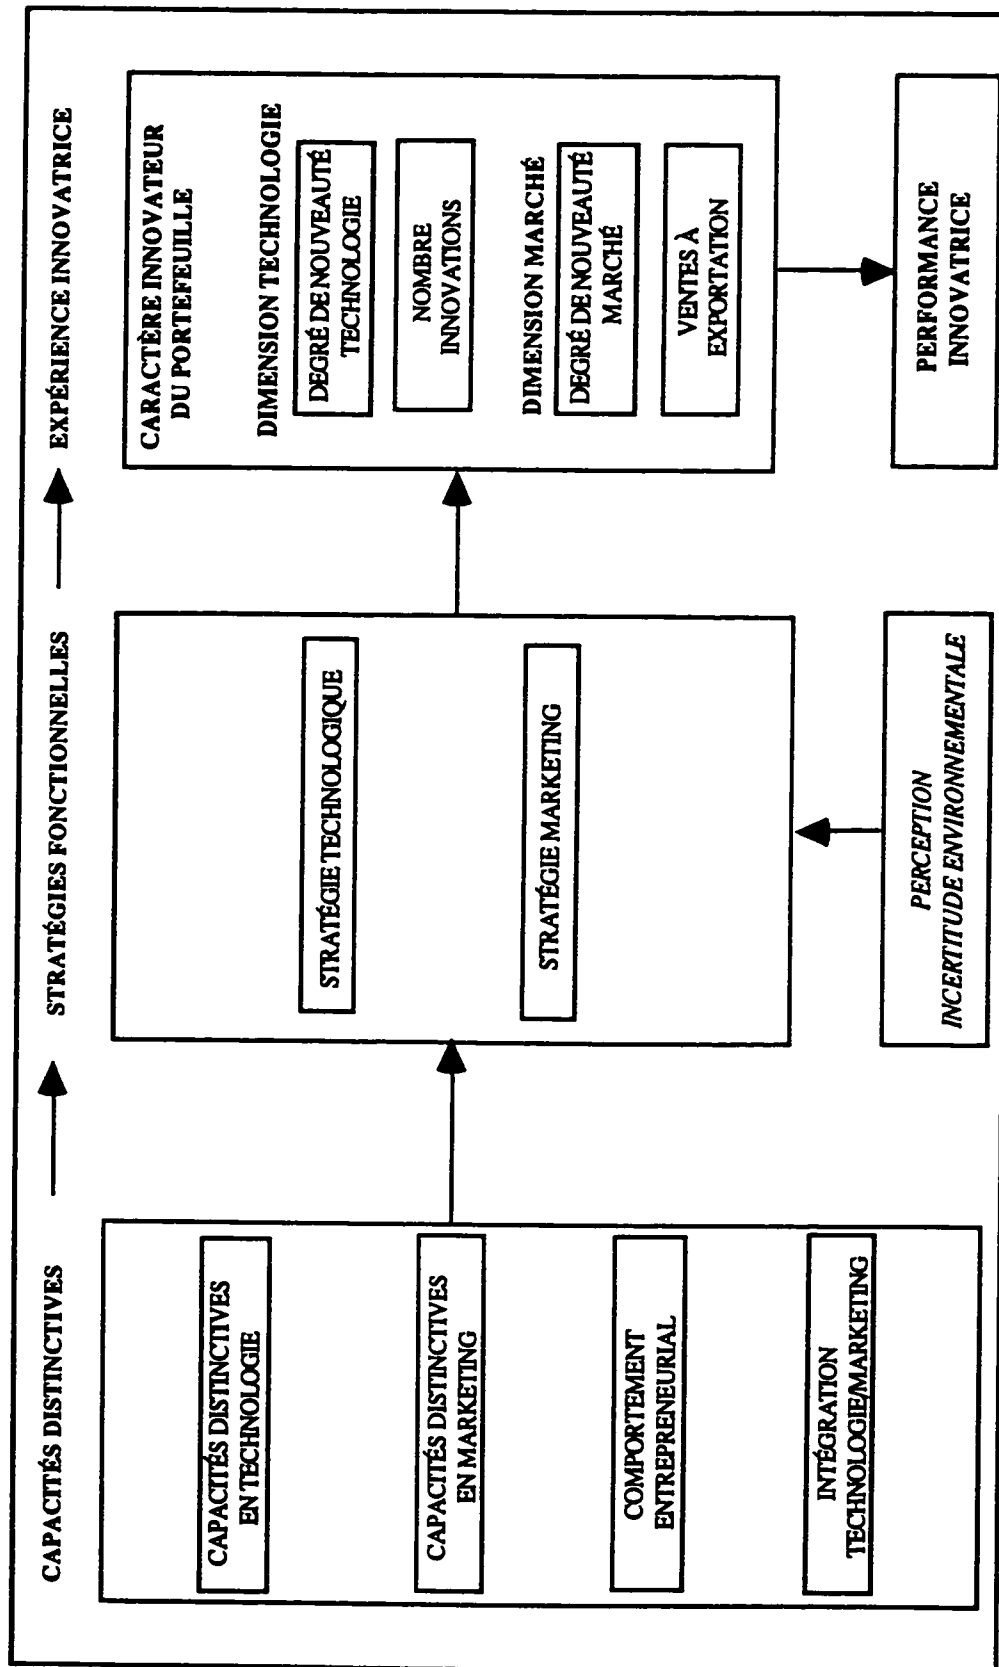 CAPACITÉS DISTINCTIVES
STRATÉGIES FONCTIONNELLES
EXPÉRIENCE INNOVATRICE
CAPACITÉS DISTINCTIVES
EN TECHNOLOGIE
CAPACITÉS DISTINCTIVES
EN MARKETING
COMPORTEMENT
ENTREPRENEURIAL
INTÉGRATION
TECHNOLOGIE/MARKETING
STRATÉGIE TECHNOLOGIQUE
STRATÉGIE MARKETING
PERCEPTION
INCERTITUDE ENVIRONNEMENTALE
CARACTÈRE INNOVATEUR
DU PORTEFEUILLE
DIMENSION TECHNOLOGIE
DEGRÉ DE NOUVEAUTÉ
TECHNOLOGIE
NOMBRE
INNOVATIONS
DIMENSION MARCHÉ
DEGRÉ DE NOUVEAUTÉ
MARCHÉ
VENTES À
EXPORTATION
PERFORMANCE
INNOVATRICE